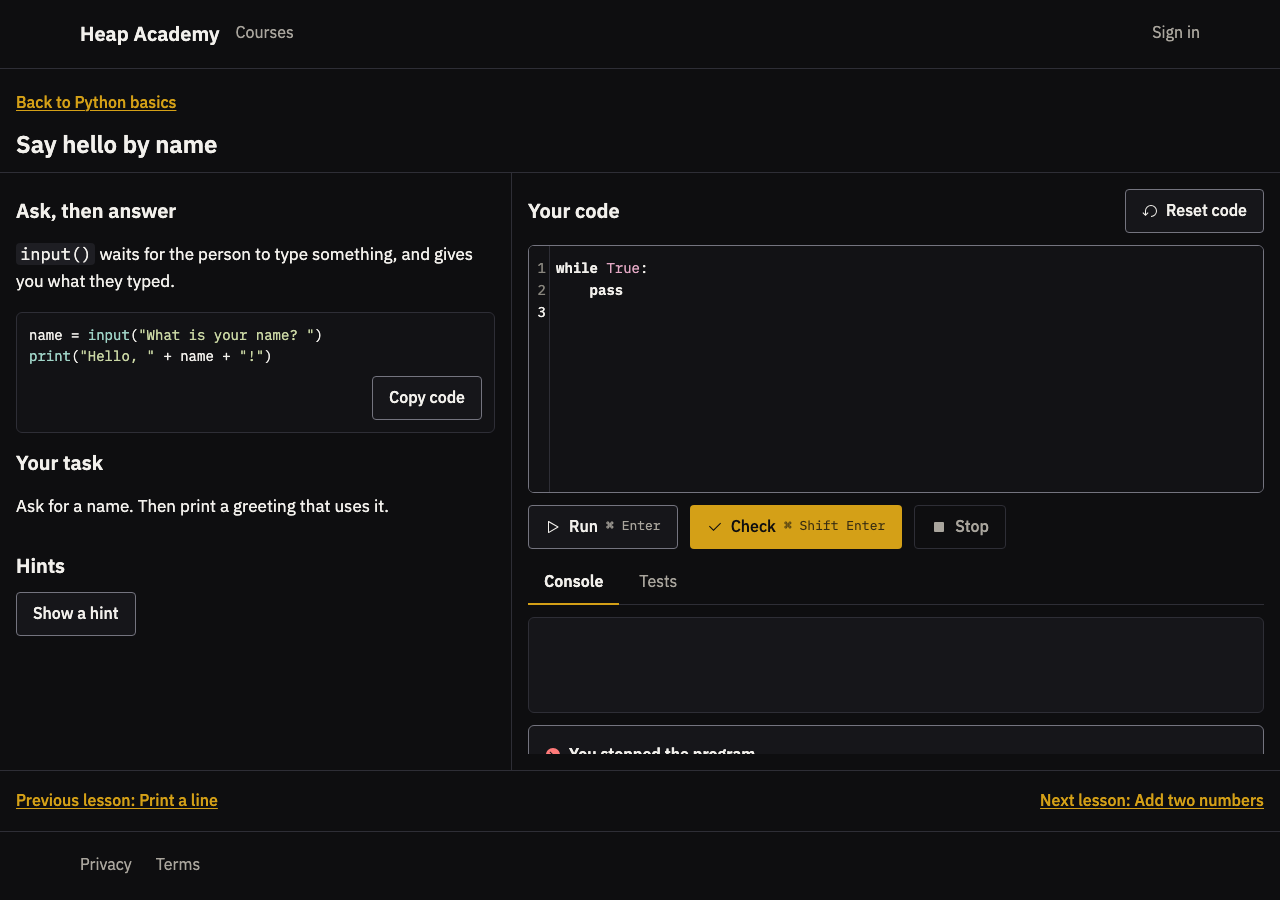 Heap Academy
Courses
Sign in
Back to Python basics
Say hello by name
Ask, then answer
input() waits for the person to type something, and gives
you what they typed.
name = input("What is your name? ")
print("Hello, " + name + "!")
Copy code
Your task
Ask for a name. Then print a greeting that uses it.
Hints
Show a hint
Your code
Reset code
1 while True:
2     pass
3
Run ⌘ Enter
Check ⌘ Shift Enter
Stop
Console
Tests
You stopped the program
Previous lesson: Print a line
Next lesson: Add two numbers
Privacy
Terms